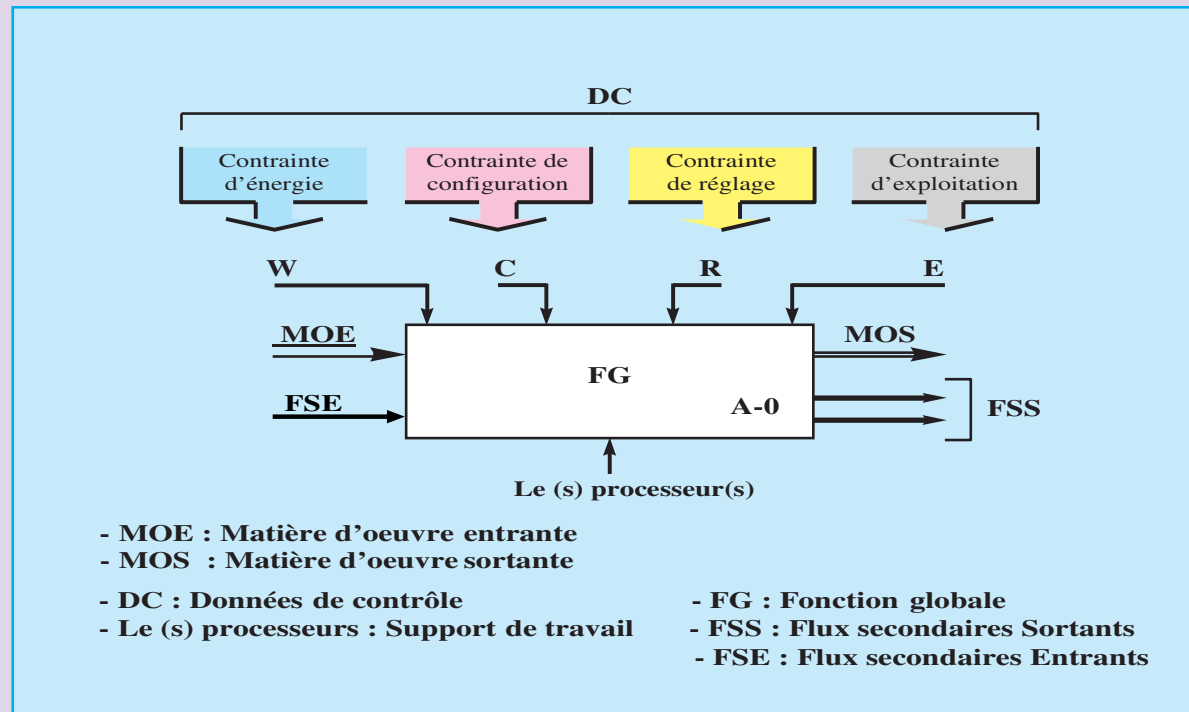 DC
Contrainte d'énergie
Contrainte de configuration
Contrainte de réglage
Contrainte d'exploitation
W C R E
MOE
MOS
FG
FSE
A-0
FSS
Le (s) processeur(s)
- MOE : Matière d'oeuvre entrante
- MOS : Matière d'oeuvre sortante
- DC : Données de contrôle
- FG : Fonction globale
- Le (s) processeurs : Support de travail
- FSS : Flux secondaires Sortants
- FSE : Flux secondaires Entrants